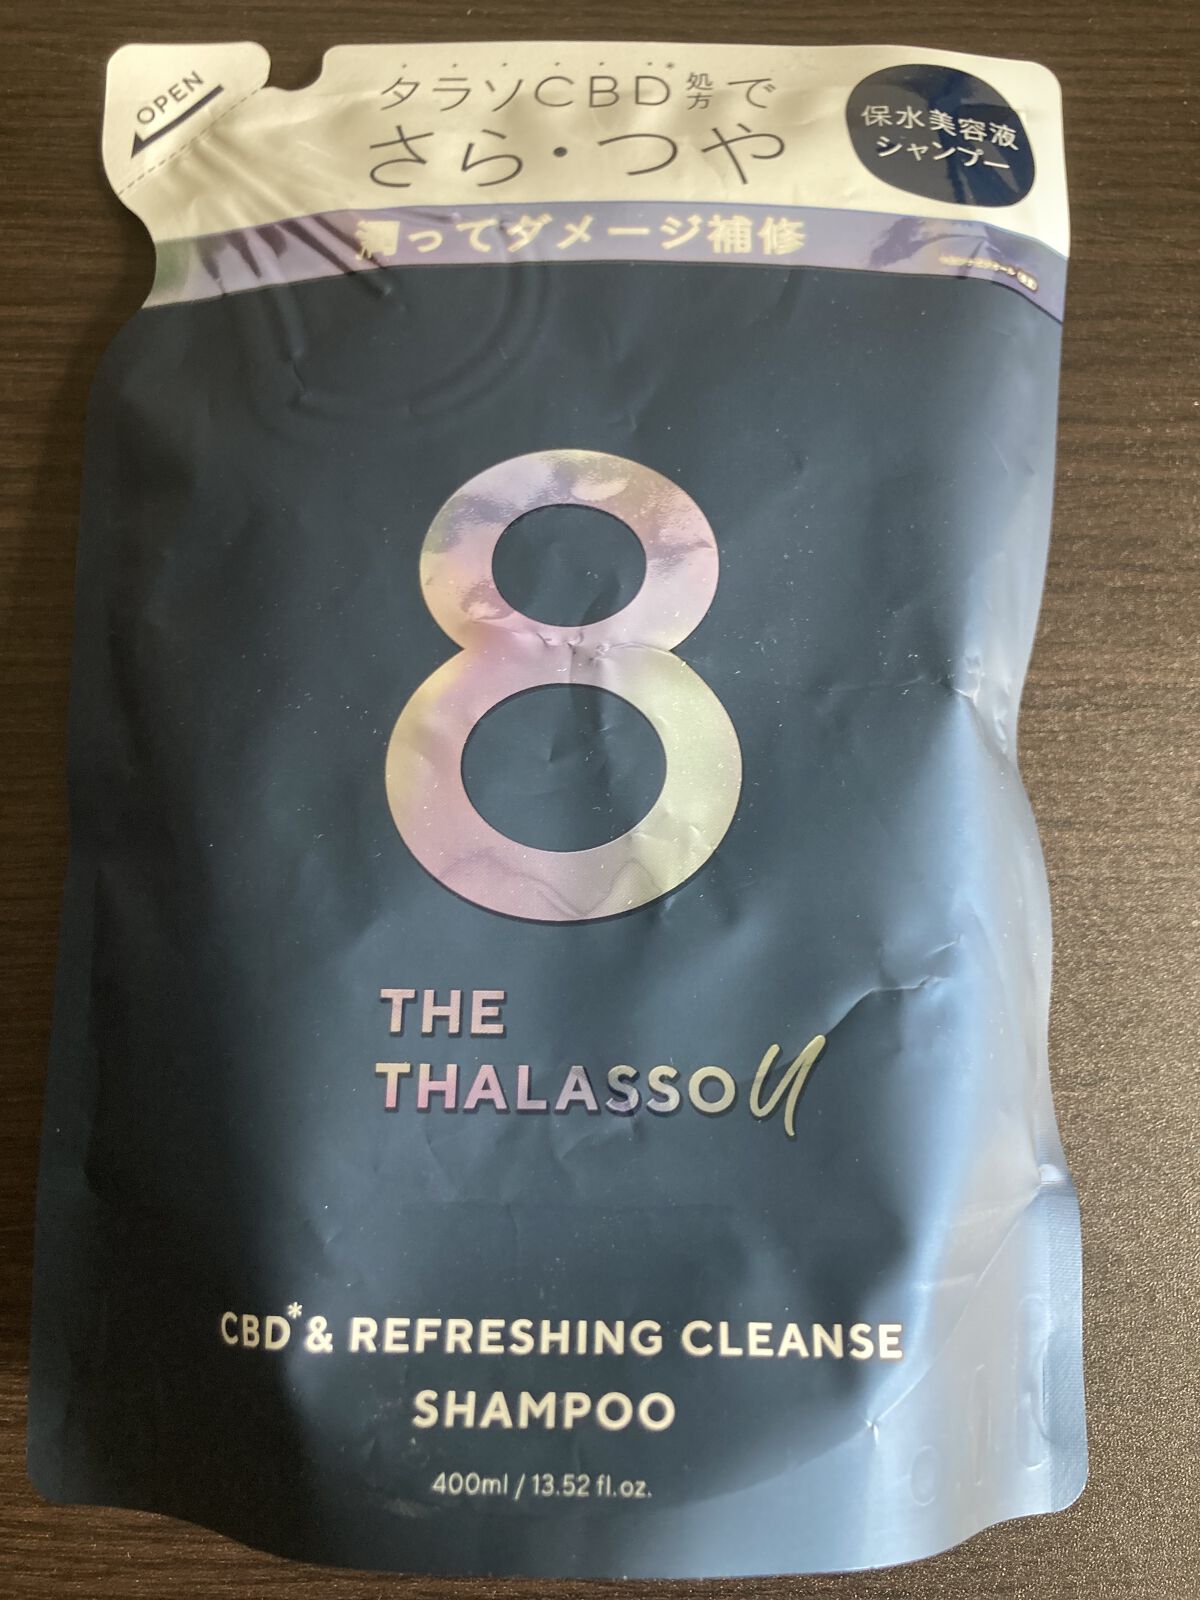 OPEN
タラソCBD*処方で
さら・つや
保水美容液
シャンプー
潤ってダメージ補修
8
THE
THALASSO u
CBD*& REFRESHING CLEANSE
SHAMPOO
400ml / 13.52 fl.oz.